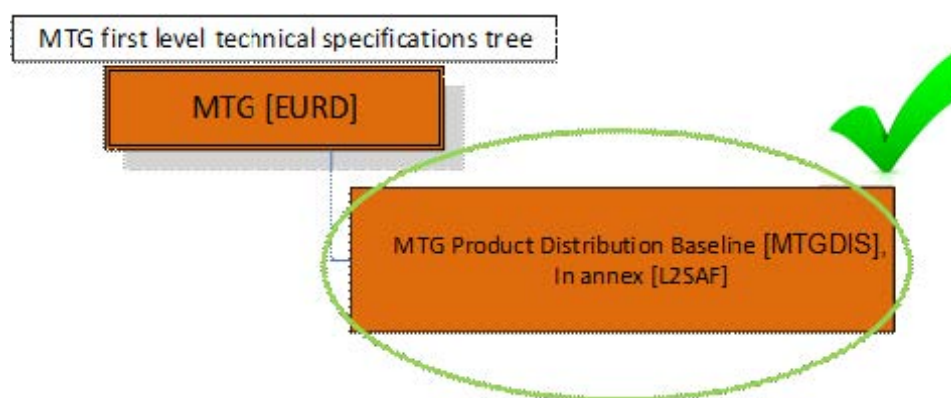 MTG first level technical specifications tree
MTG [EURD]
MTG Product Distribution Baseline [MTGDIS],
In annex [L2SAF]